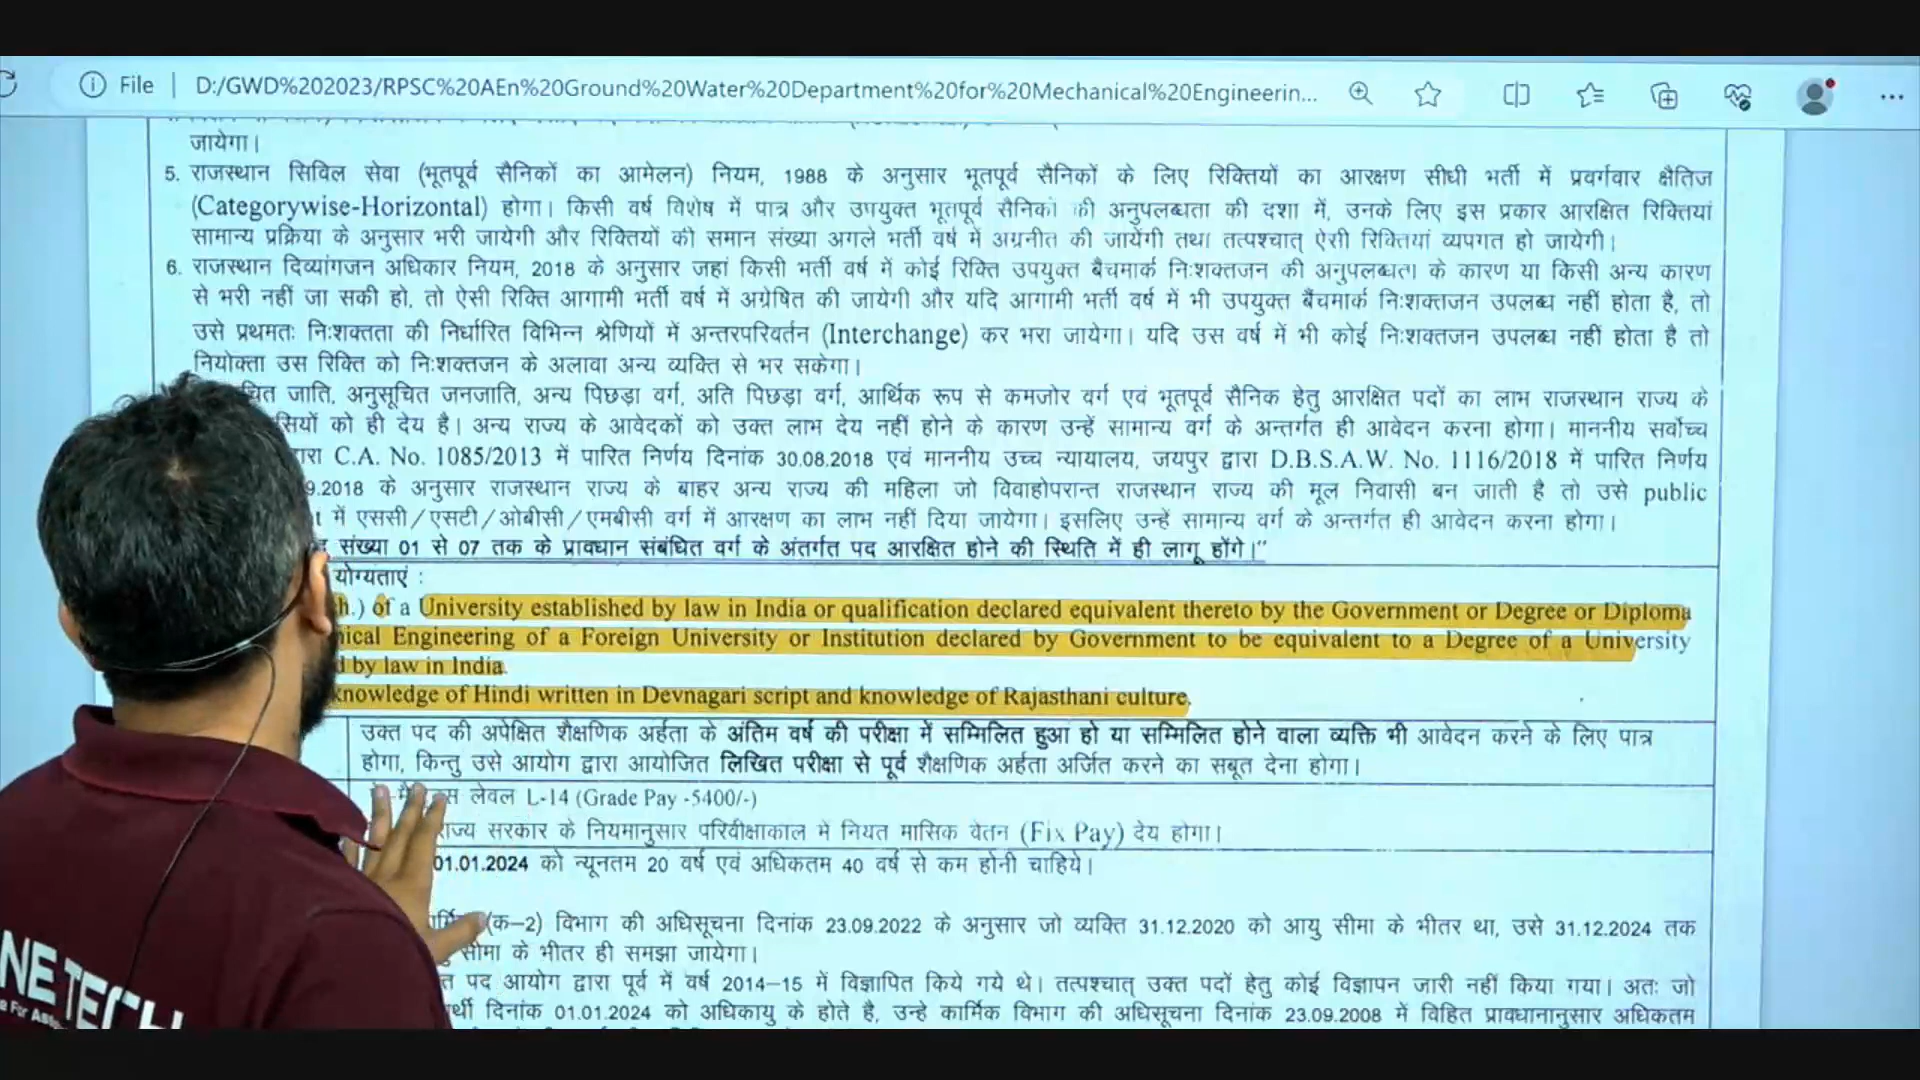 File D:/GWD%202023/RPSC%20AEn%20Ground%20Water%20Department%20for%20Mechanical%20Engineerin...
जायेगा।
5. राजस्थान सिविल सेवा (भूतपूर्व सैनिकों का आमेलन) नियम, 1988 के अनुसार भूतपूर्व सैनिकों के लिए रिक्तियों का आरक्षण सीधी भर्ती में प्रवर्गवार क्षैतिज
(Categorywise-Horizontal) होगा। किसी वर्ष विशेष में पात्र और उपयुक्त भूतपूर्व सैनिकों की अनुपलब्धता की दशा में, उनके लिए इस प्रकार आरक्षित रिक्तियां
सामान्य प्रक्रिया के अनुसार भरी जायेगी और रिक्तियों की समान संख्या अगले भर्ती वर्ष में अग्रनीत की जायेंगी तथा तत्पश्चात् ऐसी रिक्तियां व्यपगत हो जायेगी।
6. राजस्थान दिव्यांगजन अधिकार नियम, 2018 के अनुसार जहां किसी भर्ती वर्ष में कोई रिक्ति उपयुक्त बैंचमार्क निःशक्तजन की अनुपलब्धता के कारण या किसी अन्य कारण
से भरी नहीं जा सकी हो, तो ऐसी रिक्ति आगामी भर्ती वर्ष में अग्रेषित की जायेगी और यदि आगामी भर्ती वर्ष में भी उपयुक्त बैंचमार्क निःशक्तजन उपलब्ध नहीं होता है, तो
उसे प्रथमतः निःशक्तता की निर्धारित विभिन्न श्रेणियों में अन्तरपरिवर्तन (Interchange) कर भरा जायेगा। यदि उस वर्ष में भी कोई निःशक्तजन उपलब्ध नहीं होता है तो
नियोक्ता उस रिक्ति को निःशक्तजन के अलावा अन्य व्यक्ति से भर सकेगा।
चित जाति, अनुसूचित जनजाति, अन्य पिछड़ा वर्ग, अति पिछड़ा वर्ग, आर्थिक रूप से कमजोर वर्ग एवं भूतपूर्व सैनिक हेतु आरक्षित पदों का लाभ राजस्थान राज्य के
सियों को ही देय है। अन्य राज्य के आवेदकों को उक्त लाभ देय नहीं होने के कारण उन्हें सामान्य वर्ग के अन्तर्गत ही आवेदन करना होगा। माननीय सर्वोच्च
ारा C.A. No. 1085/2013 में पारित निर्णय दिनांक 30.08.2018 एवं माननीय उच्च न्यायालय, जयपुर द्वारा D.B.S.A.W. No. 1116/2018 में पारित निर्णय
9.2018 के अनुसार राजस्थान राज्य के बाहर अन्य राज्य की महिला जो विवाहोपरान्त राजस्थान राज्य की मूल निवासी बन जाती है तो उसे public
t में एससी/एसटी/ओबीसी/एमबीसी वर्ग में आरक्षण का लाभ नहीं दिया जायेगा। इसलिए उन्हें सामान्य वर्ग के अन्तर्गत ही आवेदन करना होगा।
संख्या 01 से 07 तक के प्रावधान संबंधित वर्ग के अंतर्गत पद आरक्षित होने की स्थिति में ही लागू होंगे।"
योग्यताएं :
h.) of a University established by law in India or qualification declared equivalent thereto by the Government or Degree or Diploma
nical Engineering of a Foreign University or Institution declared by Government to be equivalent to a Degree of a University
d by law in India.
knowledge of Hindi written in Devnagari script and knowledge of Rajasthani culture.
उक्त पद की अपेक्षित शैक्षणिक अर्हता के अंतिम वर्ष की परीक्षा में सम्मिलित हुआ हो या सम्मिलित होने वाला व्यक्ति भी आवेदन करने के लिए पात्र
होगा, किन्तु उसे आयोग द्वारा आयोजित लिखित परीक्षा से पूर्व शैक्षणिक अर्हता अर्जित करने का सबूत देना होगा।
लेवल L-14 (Grade Pay -5400/-)
राज्य सरकार के नियमानुसार परिवीक्षाकाल में नियत मासिक वेतन (Fix Pay) देय होगा।
01.01.2024 को न्यूनतम 20 वर्ष एवं अधिकतम 40 वर्ष से कम होनी चाहिये।
(क-2) विभाग की अधिसूचना दिनांक 23.09.2022 के अनुसार जो व्यक्ति 31.12.2020 को आयु सीमा के भीतर था, उसे 31.12.2024 तक
सीमा के भीतर ही समझा जायेगा।
त पद आयोग द्वारा पूर्व में वर्ष 2014-15 में विज्ञापित किये गये थे। तत्पश्चात् उक्त पदों हेतु कोई विज्ञापन जारी नहीं किया गया। अतः जो
र्थी दिनांक 01.01.2024 को अधिकायु के होते है, उन्हे कार्मिक विभाग की अधिसूचना दिनांक 23.09.2008 में विहित प्रावधानानुसार अधिकतम
NE TECH